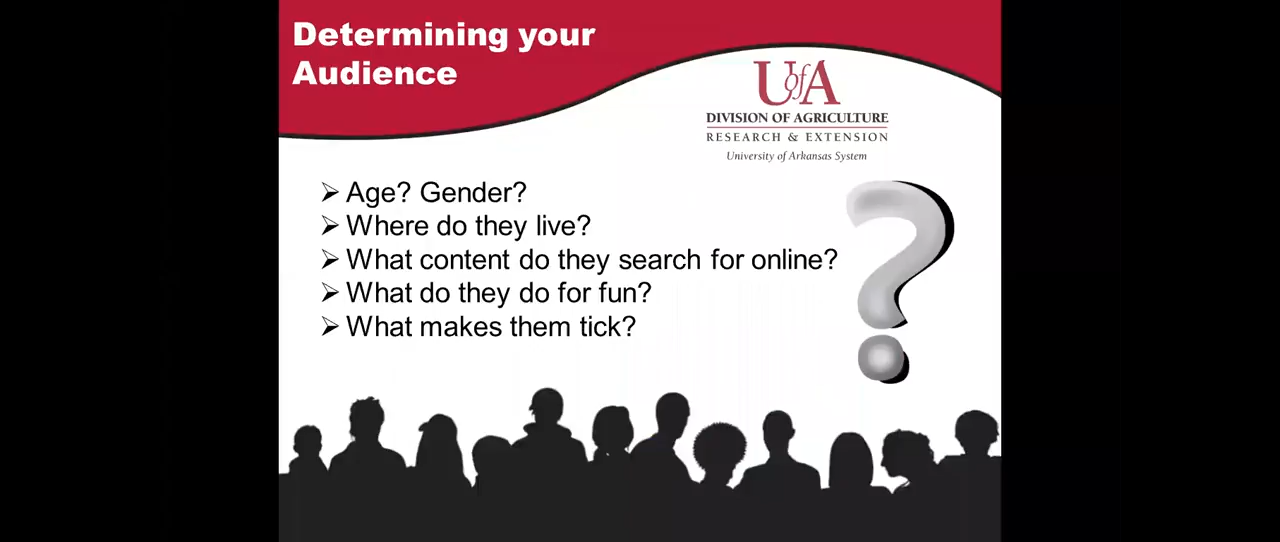 Determining your
Audience
UofA
DIVISION OF AGRICULTURE
RESEARCH & EXTENSION
University of Arkansas System
➢ Age? Gender?
➢ Where do they live?
➢ What content do they search for online?
➢ What do they do for fun?
➢ What makes them tick?
?